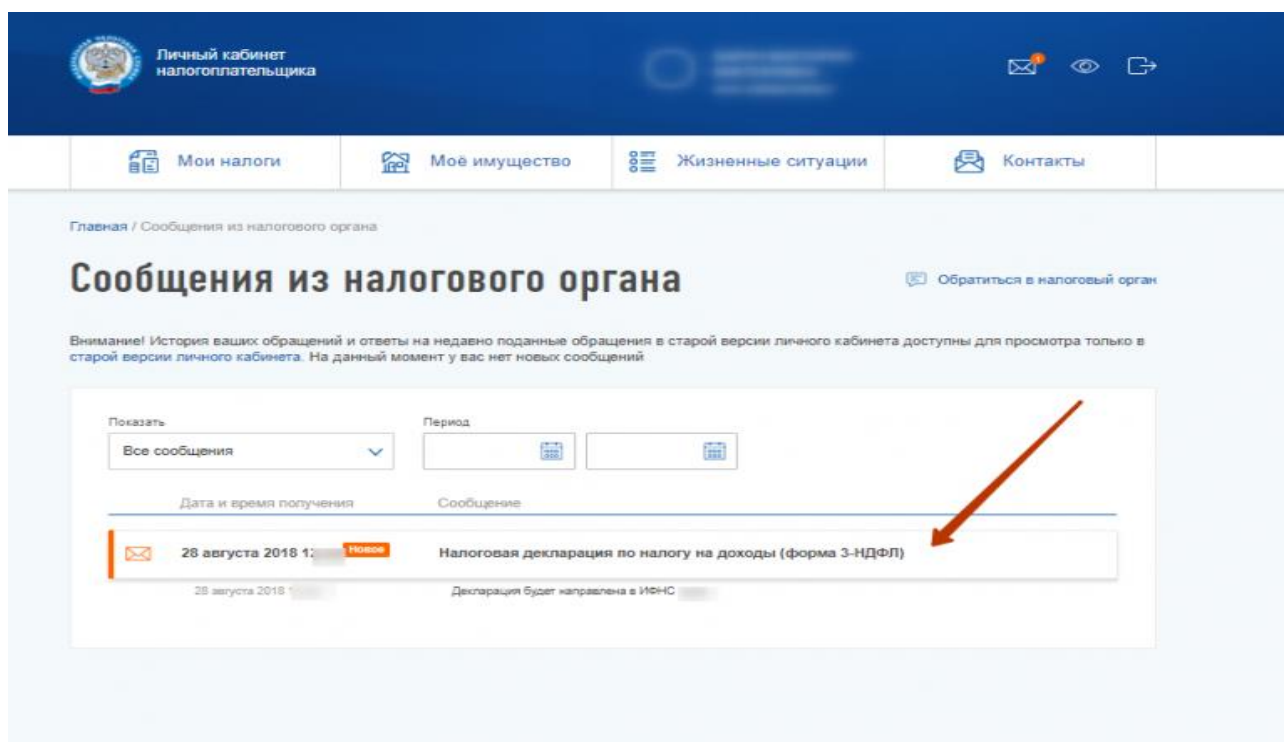 Личный кабинет
налогоплательщика
1
Мои налоги
Моё имущество
Жизненные ситуации
Контакты
Главная / Сообщения из налогового органа
Сообщения из налогового органа
Обратиться в налоговый орган
Внимание! История ваших обращений и ответы на недавно поданные обращения в старой версии личного кабинета доступны для просмотра только в
старой версии личного кабинета. На данный момент у вас нет новых сообщений
Показать
Период
Все сообщения
Дата и время получения
Сообщение
28 августа 2018 12
Новое
Налоговая декларация по налогу на доходы (форма 3-НДФЛ)
28 августа 2018
Декларация будет направлена в ИФНС